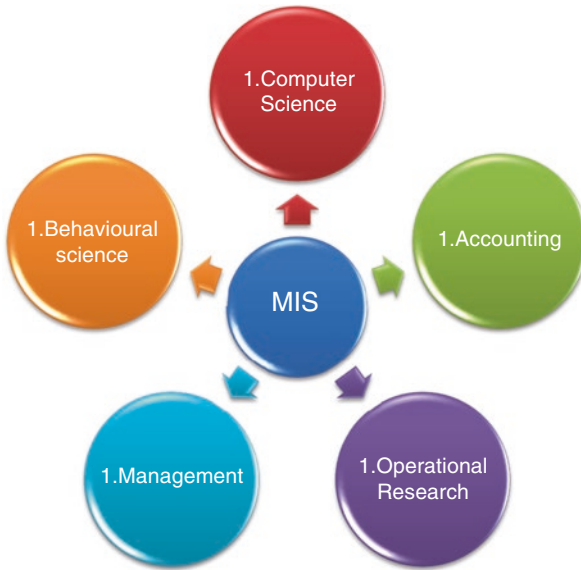 1.Computer
Science
1.Behavioural
science
1.Accounting
MIS
1.Management
1.Operational
Research